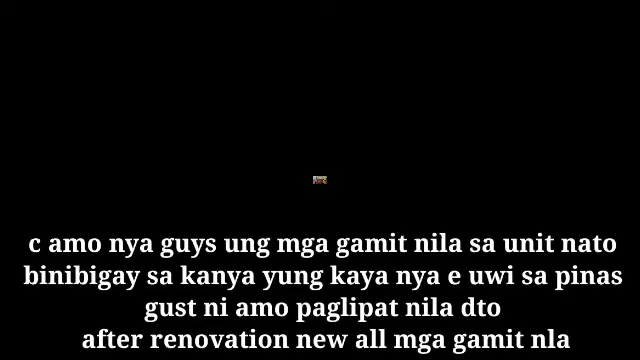 c amo nya guys ung mga gamit nila sa unit nato
binibigay sa kanya yung kaya nya e uwi sa pinas
gust ni amo paglipat nila dto
after renovation new all mga gamit nla